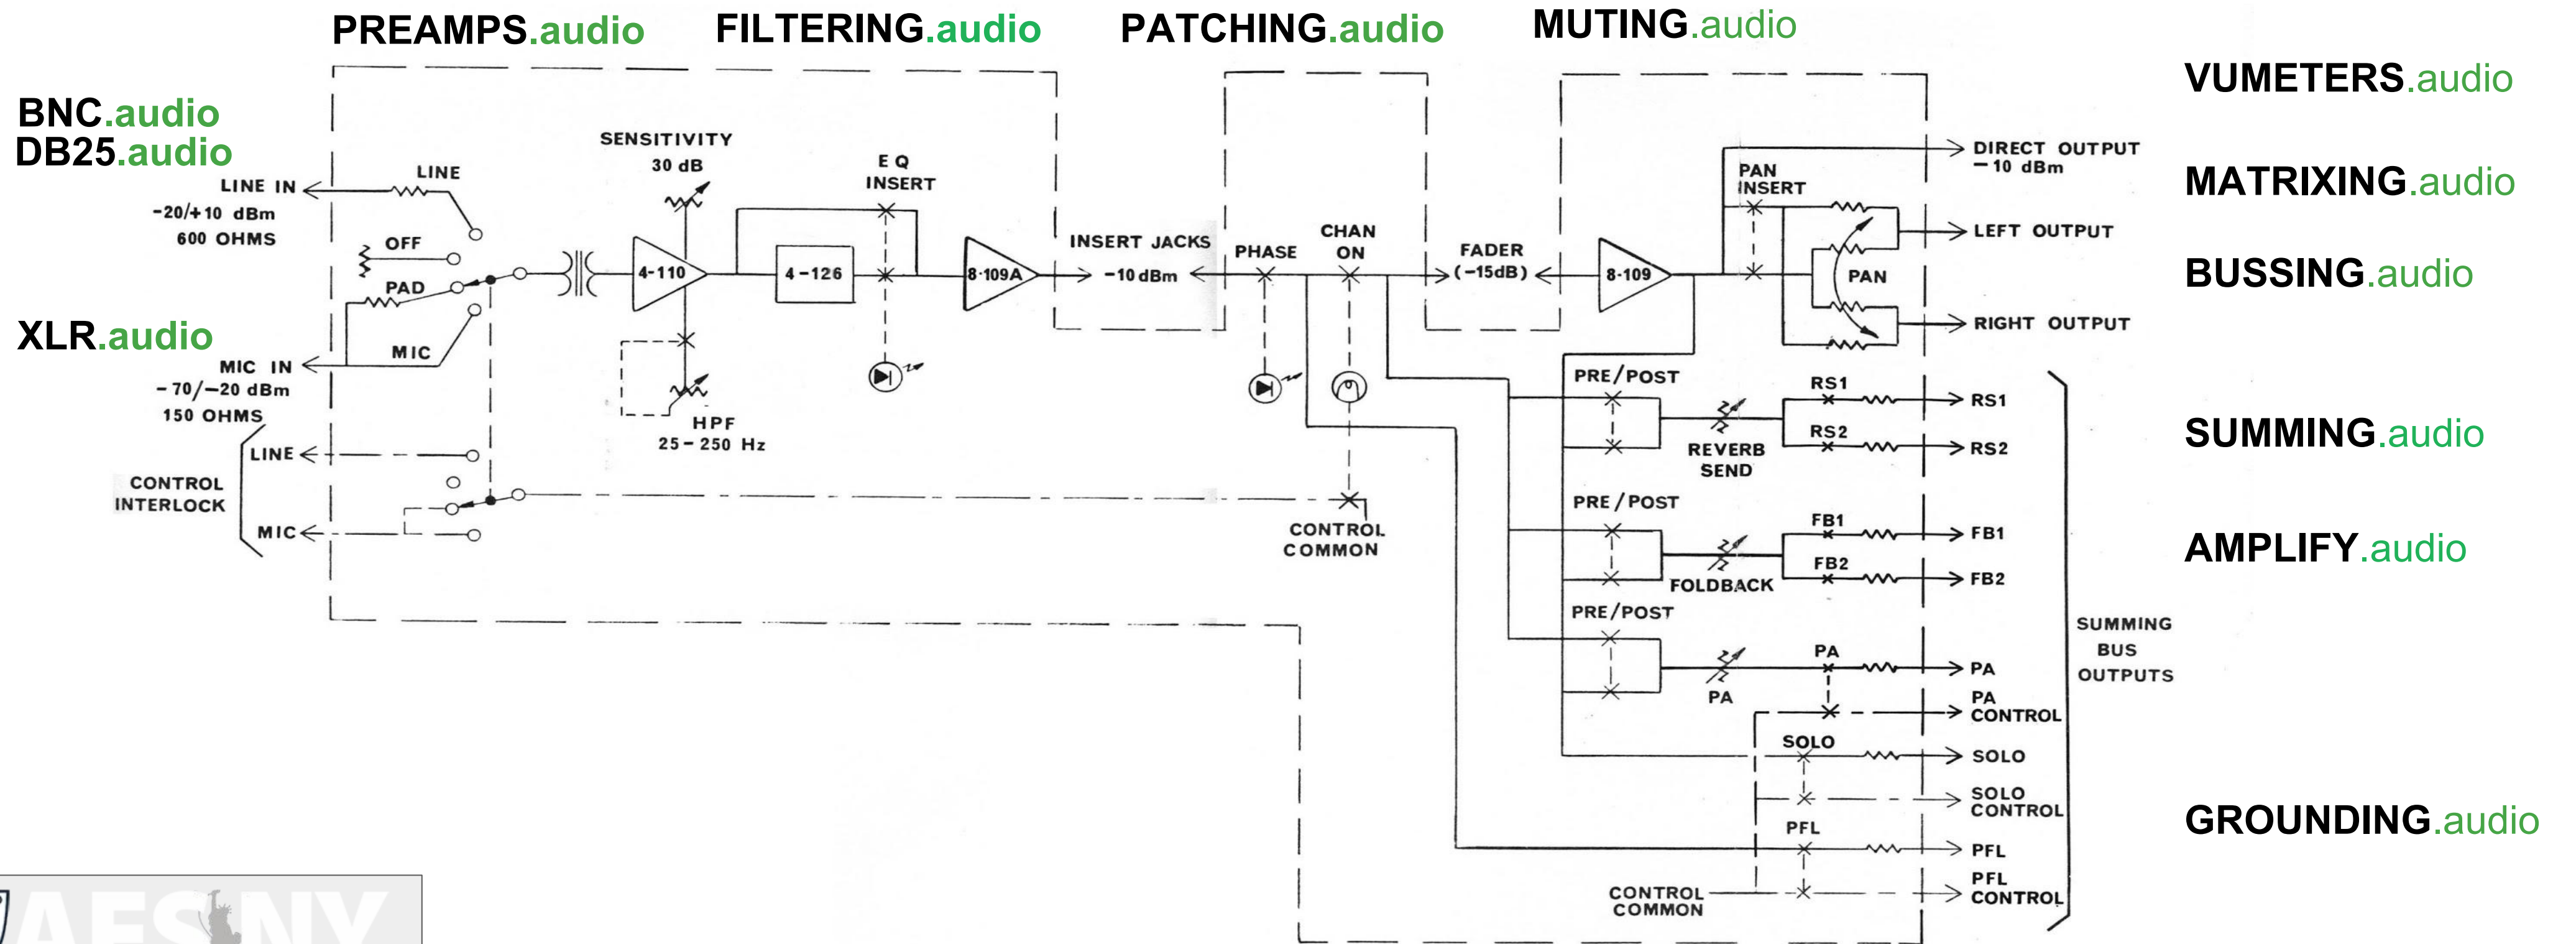 PREAMPS.audio
FILTERING.audio
PATCHING.audio
MUTING.audio
VUMETERS.audio
BNC.audio
DB25.audio
MATRIXING.audio
BUSSING.audio
XLR.audio
SUMMING.audio
AMPLIFY.audio
GROUNDING.audio
LINE IN
-20/+10 dBm
600 OHMS
LINE
OFF
PAD
MIC
MIC IN
-70/-20 dBm
150 OHMS
LINE
CONTROL
INTERLOCK
MIC
SENSITIVITY
30 dB
4-110
HPF
25-250 Hz
EQ
INSERT
4-126
8-109A
INSERT JACKS
-10 dBm
PHASE
CHAN
ON
CONTROL
COMMON
FADER
(-15dB)
8-109
PAN
INSERT
PAN
DIRECT OUTPUT
-10 dBm
LEFT OUTPUT
RIGHT OUTPUT
PRE/POST
REVERB
SEND
RS1
RS2
RS1
RS2
PRE/POST
FOLDBACK
FB1
FB2
FB1
FB2
PRE/POST
PA
PA
PA
PA
CONTROL
SOLO
SOLO
SOLO
CONTROL
PFL
PFL
PFL
CONTROL
CONTROL
COMMON
SUMMING
BUS
OUTPUTS
AES NY